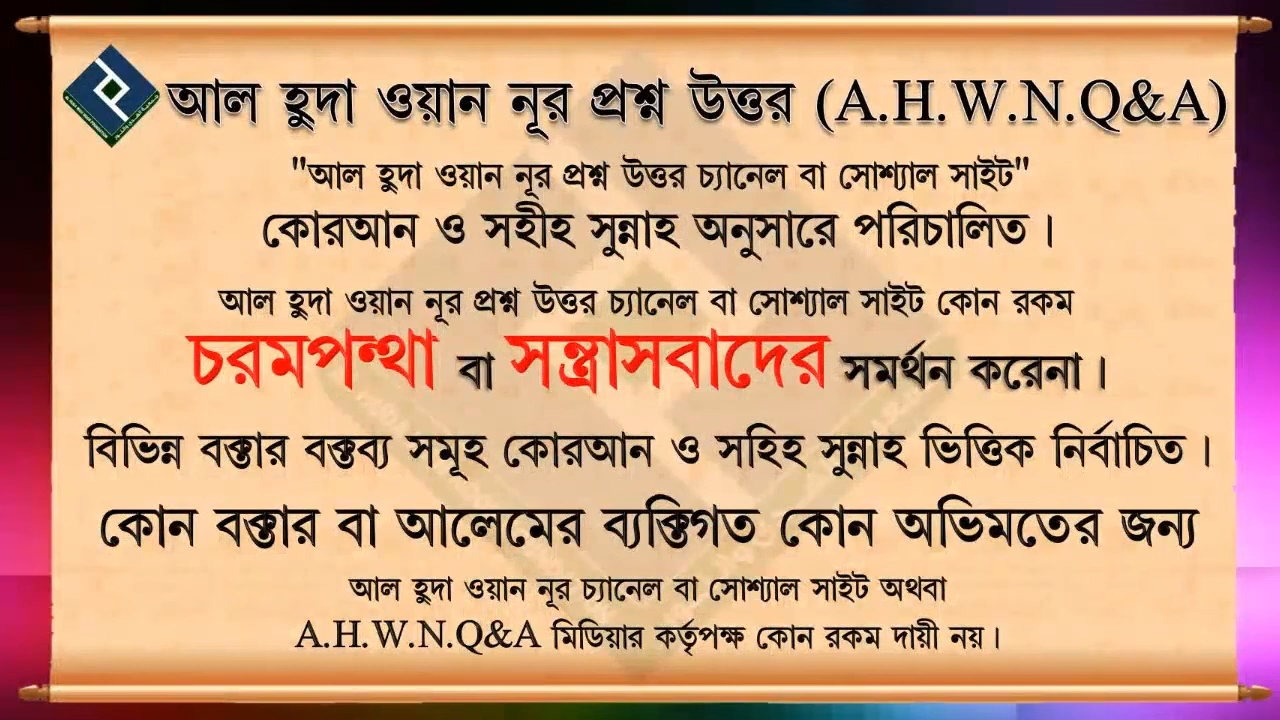 আল হুদা ওয়ান নূর প্রশ্ন উত্তর (A.H.W.N.Q&A)
"আল হুদা ওয়ান নূর প্রশ্ন উত্তর চ্যানেল বা সোশ্যাল সাইট"
কোরআন ও সহীহ সুন্নাহ অনুসারে পরিচালিত।
আল হুদা ওয়ান নূর প্রশ্ন উত্তর চ্যানেল বা সোশ্যাল সাইট কোন রকম
চরমপন্থা বা সন্ত্রাসবাদের সমর্থন করেনা।
বিভিন্ন বক্তার বক্তব্য সমূহ কোরআন ও সহিহ সুন্নাহ ভিত্তিক নির্বাচিত।
কোন বক্তার বা আলেমের ব্যক্তিগত কোন অভিমতের জন্য
আল হুদা ওয়ান নূর চ্যানেল বা সোশ্যাল সাইট অথবা
A.H.W.N.Q&A মিডিয়ার কর্তৃপক্ষ কোন রকম দায়ী নয়।